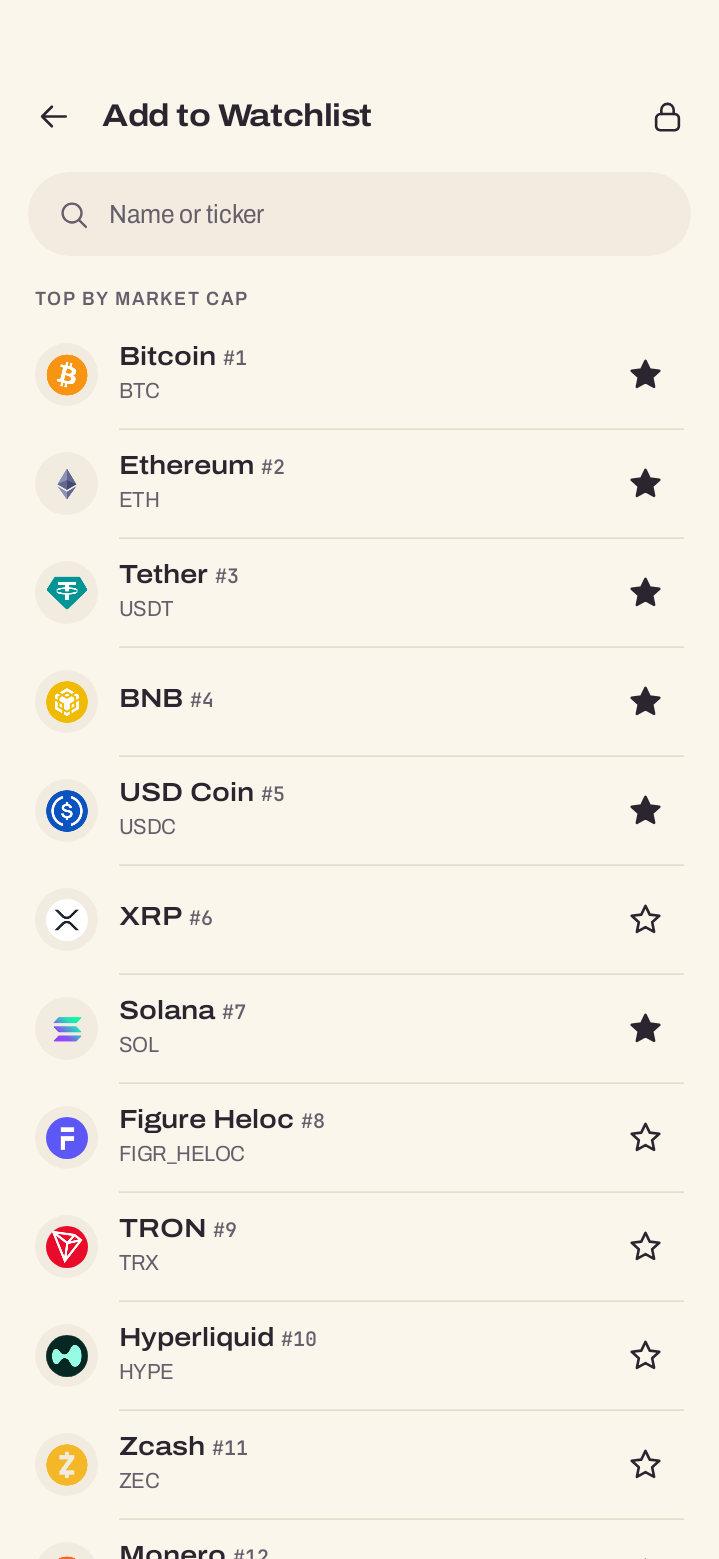 Add to Watchlist
Name or ticker
TOP BY MARKET CAP
Bitcoin #1
BTC
Ethereum #2
ETH
Tether #3
USDT
BNB #4
USD Coin #5
USDC
XRP #6
Solana #7
SOL
Figure Heloc #8
FIGR_HELOC
TRON #9
TRX
Hyperliquid #10
HYPE
Zcash #11
ZEC
Monero #12